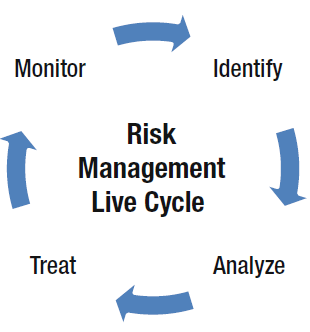 Monitor
Identify
Risk
Management
Live Cycle
Treat
Analyze